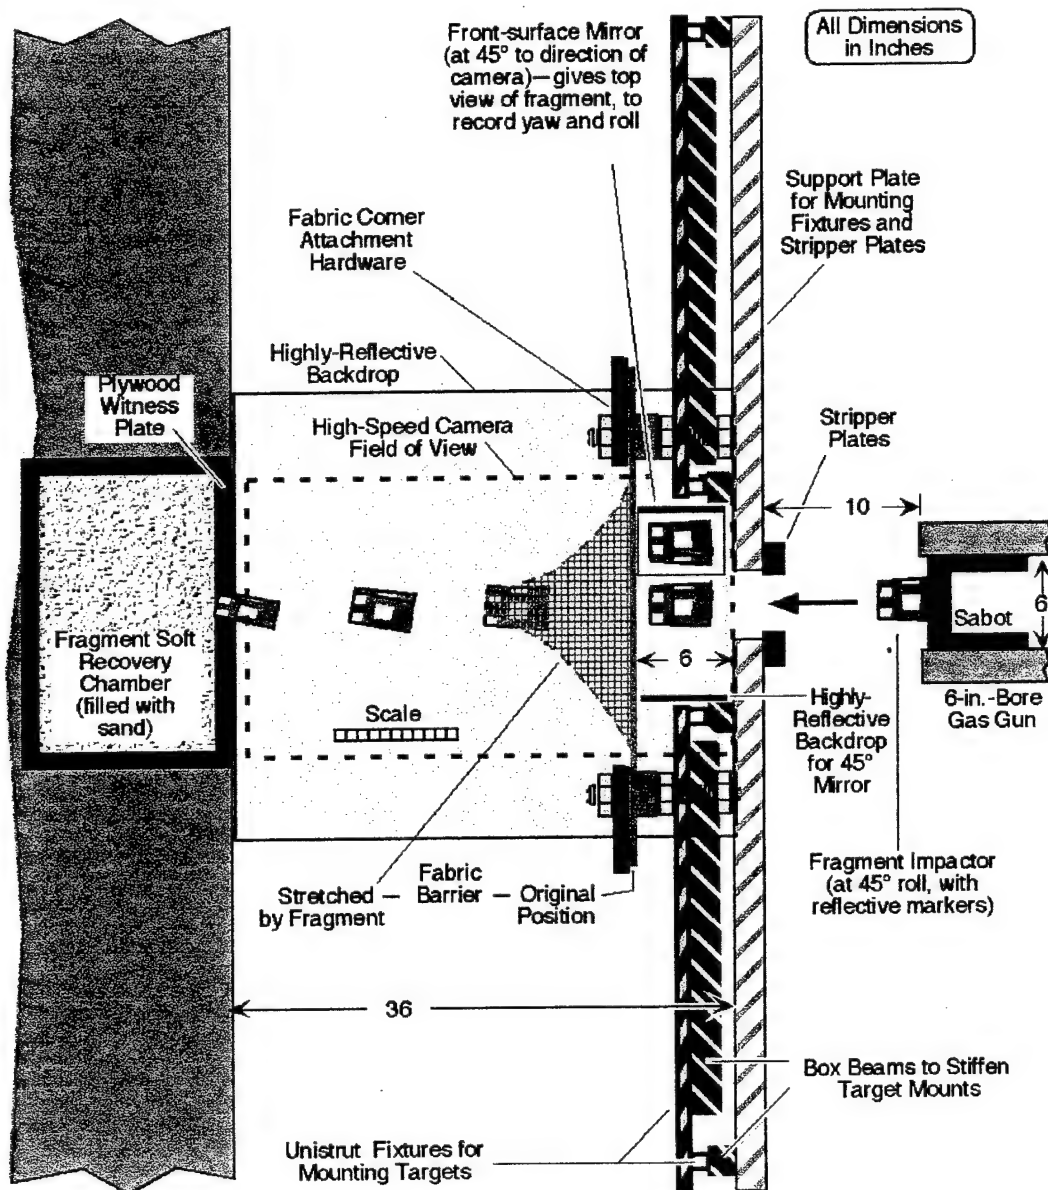 All Dimensions
in Inches
Front-surface Mirror
(at 45° to direction of
camera)—gives top
view of fragment, to
record yaw and roll
Support Plate
for Mounting
Fixtures and
Stripper Plates
Fabric Corner
Attachment
Hardware
Highly-Reflective
Backdrop
Plywood
Witness
Plate
High-Speed Camera
Field of View
Stripper
Plates
10
6
Sabot
6-in.-Bore
Gas Gun
Fragment Soft
Recovery
Chamber
(filled with
sand)
6
Scale
Highly-
Reflective
Backdrop
for 45°
Mirror
Fragment Impactor
(at 45° roll, with
reflective markers)
Stretched — Fabric
by Fragment
Barrier — Original
Position
36
Box Beams to Stiffen
Target Mounts
Unistrut Fixtures for
Mounting Targets